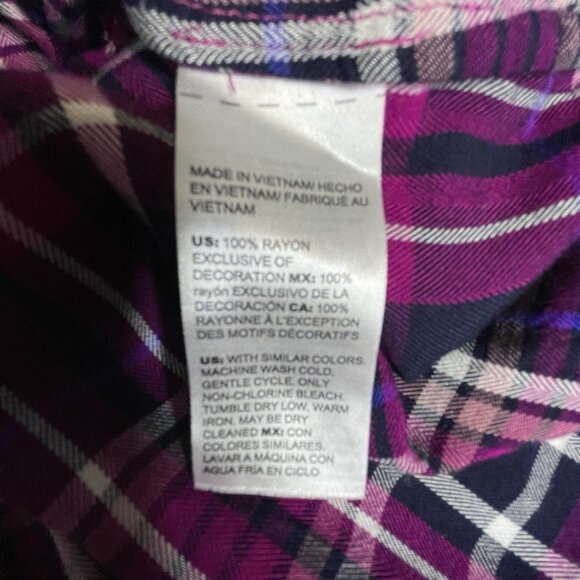 MADE IN VIETNAM/ HECHO
EN VIETNAM/ FABRIQUÉ AU
VIETNAM
US: 100% RAYON
EXCLUSIVE OF
DECORATION MX: 100%
rayón EXCLUSIVO DE LA
DECORACIÓN CA: 100%
RAYONNE À L'EXCEPTION
DES MOTIFS DÉCORATIFS
US: WITH SIMILAR COLORS.
MACHINE WASH COLD,
GENTLE CYCLE, ONLY
NON-CHLORINE BLEACH.
TUMBLE DRY LOW, WARM
IRON. MAY BE DRY
CLEANED MX: CON
COLORES SIMILARES.
LAVAR A MÁQUINA CON
AGUA FRÍA EN CICLO